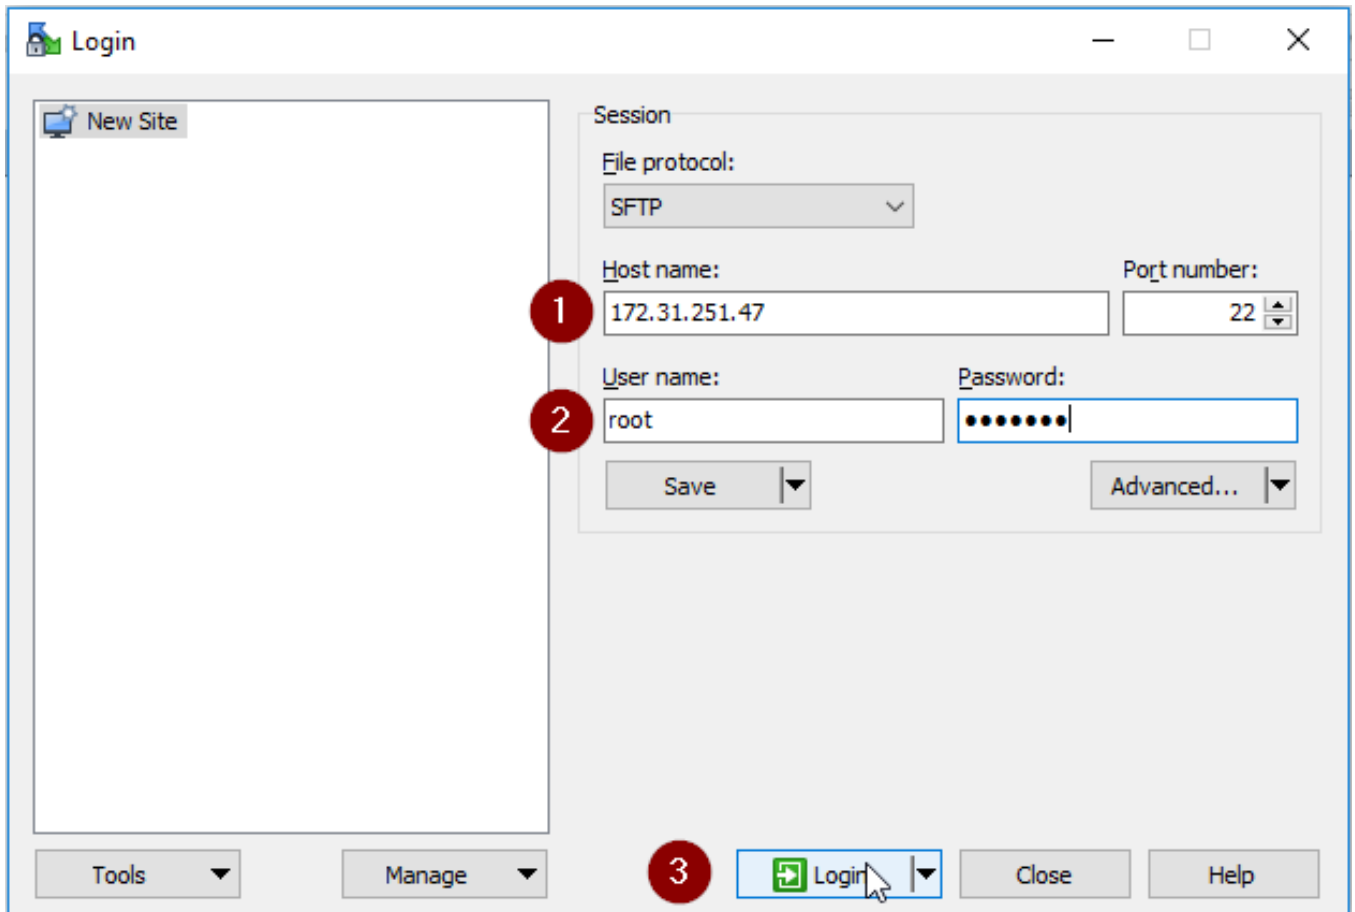 Login
New Site
Session
File protocol:
SFTP
Host name:
Port number:
1
172.31.251.47
22
User name:
Password:
2
root
•••••••
Save
Advanced...
Tools
Manage
3
Login
Close
Help